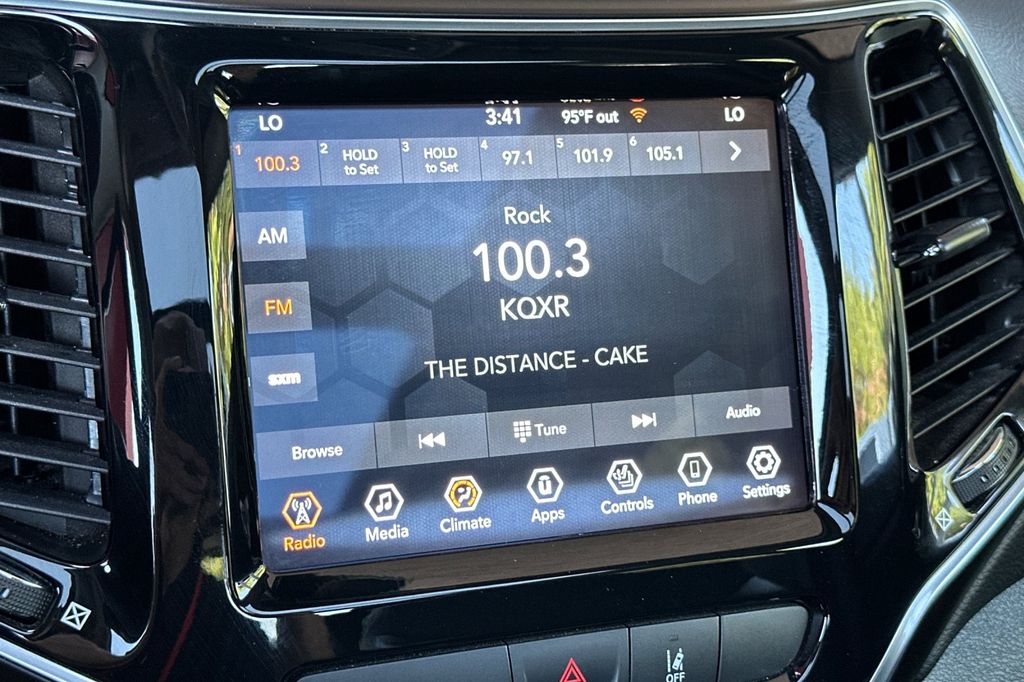 LO 3:41 95°F out LO
1 100.3 2 HOLD to Set 3 HOLD to Set 4 97.1 5 101.9 6 105.1
AM
FM
sxm
Rock
100.3
KQXR
THE DISTANCE - CAKE
Browse Tune Audio
Radio Media Climate Apps Controls Phone Settings
OFF